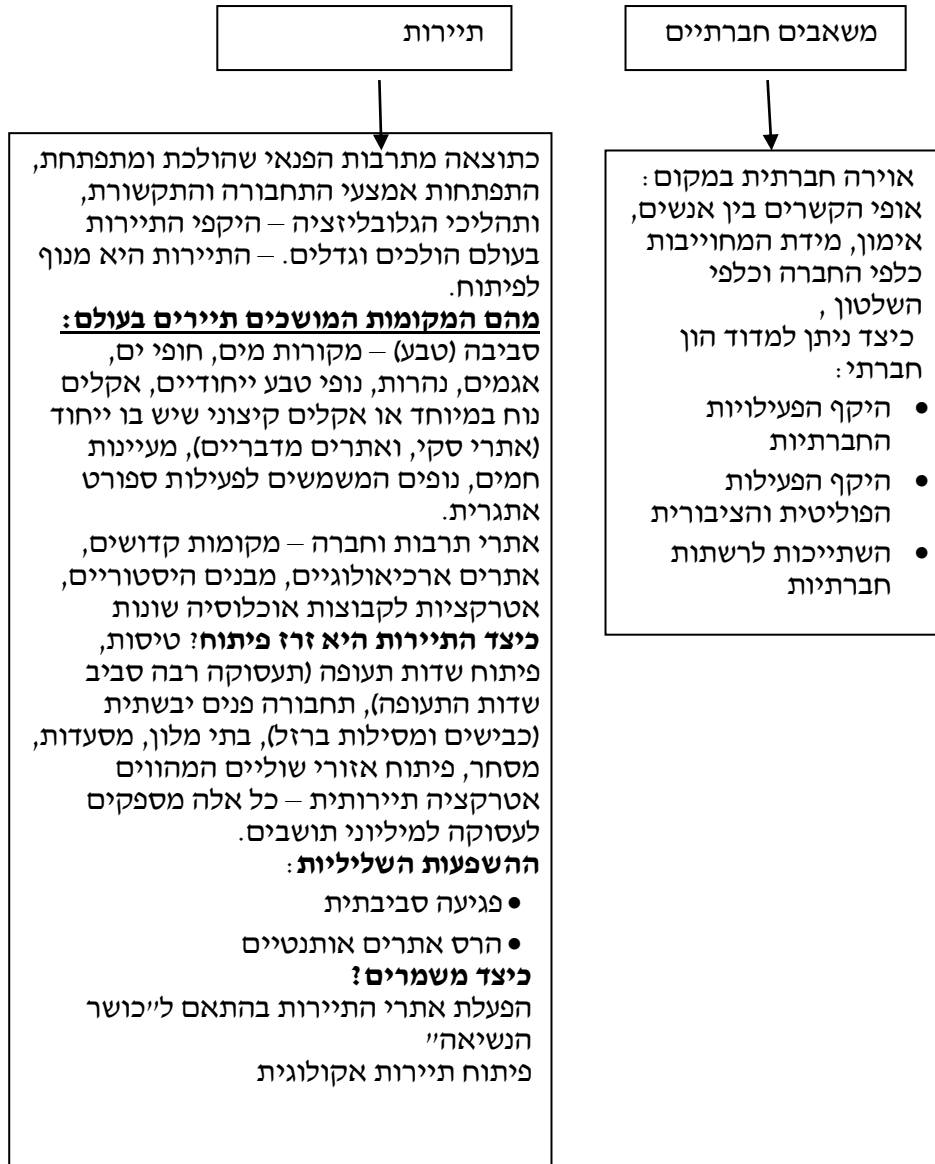 משאבים חברתיים
אוירה חברתית במקום:
אופי הקשרים בין אנשים,
אימון, מידת המחוייבות
כלפי החברה וכלפי
השלטון ,
כיצד ניתן למדוד הון
חברתי:
• היקף הפעילויות
החברתיות
• היקף הפעילות
הפוליטית והציבורית
• השתייכות לרשתות
חברתיות
תיירות
כתוצאה מתרבות הפנאי שהולכת ומתפתחת,
התפתחות אמצעי התחבורה והתקשורת,
ותהליכי הגלובליזציה – היקפי התיירות
בעולם הולכים וגדלים. – התיירות היא מנוף
לפיתוח.
מהם המקומות המושכים תיירים בעולם:
סביבה (טבע) – מקורות מים, חופי ים,
אגמים, נהרות, נופי טבע ייחודיים, אקלים
נוח במיוחד או אקלים קיצוני שיש בו ייחוד
(אתרי סקי, ואתרים מדבריים), מעיינות
חמים, נופים המשמשים לפעילות ספורט
אתגרית.
אתרי תרבות וחברה – מקומות קדושים,
אתרים ארכיאולוגיים, מבנים היסטוריים,
אטרקציות לקבוצות אוכלוסיה שונות
כיצד התיירות היא זרז פיתוח? טיסות,
פיתוח שדות תעופה (תעסוקה רבה סביב
שדות התעופה), תחבורה פנים יבשתית
(כבישים ומסילות ברזל), בתי מלון, מסעדות,
מסחר, פיתוח אזורי שוליים המהווים
אטרקציה תיירותית – כל אלה מספקים
לעסוקה למיליוני תושבים.
ההשפעות השליליות:
• פגיעה סביבתית
• הרס אתרים אותנטיים
כיצד משמרים?
הפעלת אתרי התיירות בהתאם ל"כושר
הנשיאה"
פיתוח תיירות אקולוגית